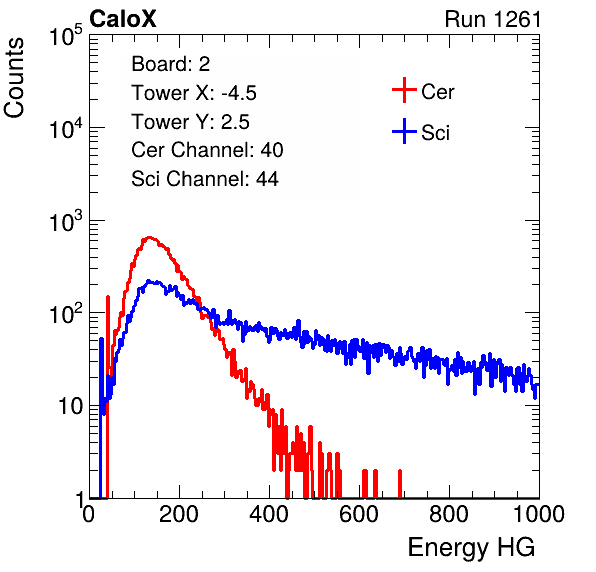 CaloX Run 1261
Counts
Board: 2
Tower X: -4.5
Tower Y: 2.5
Cer Channel: 40
Sci Channel: 44
Cer
Sci
10^5
10^4
10^3
10^2
10
1
0 200 400 600 800 1000
Energy HG